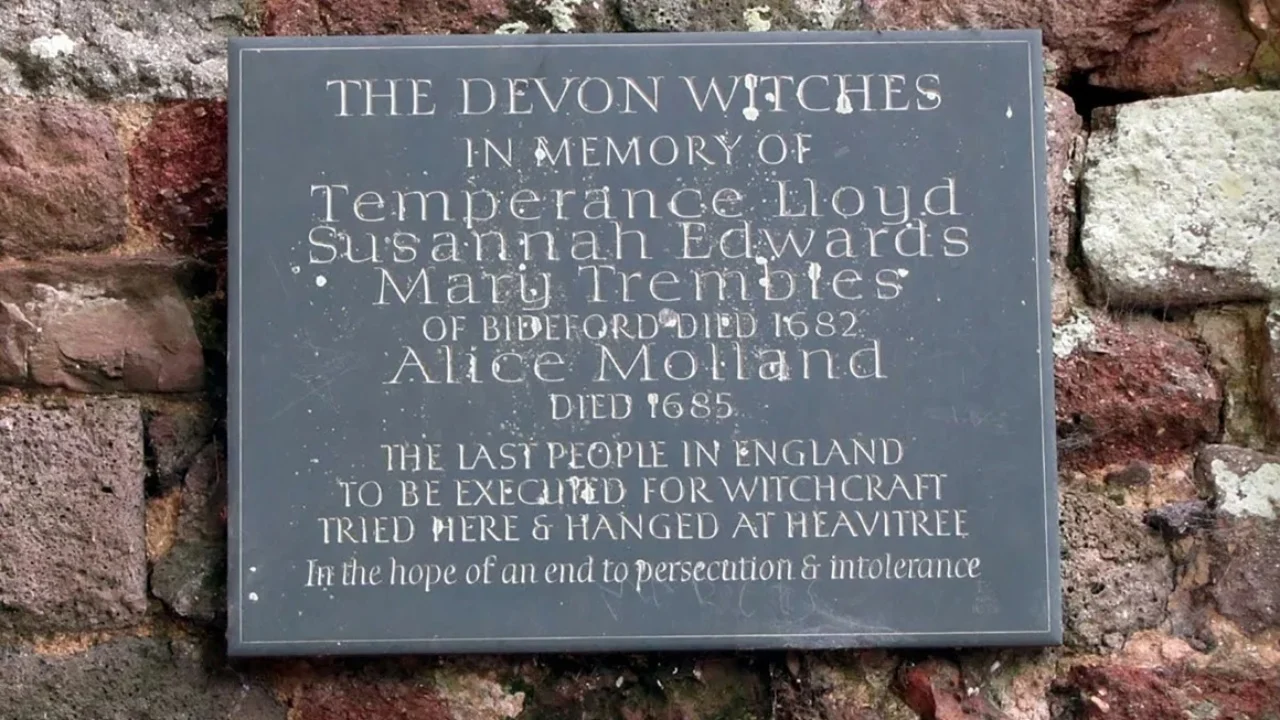 THE DEVON WITCHES
IN MEMORY OF
Temperance Lloyd
Susannah Edwards
Mary Trembles
OF BIDEFORD DIED 1682
Alice Molland
DIED 1685
THE LAST PEOPLE IN ENGLAND
TO BE EXECUTED FOR WITCHCRAFT
TRIED HERE & HANGED AT HEAVITREE
In the hope of an end to persecution & intolerance